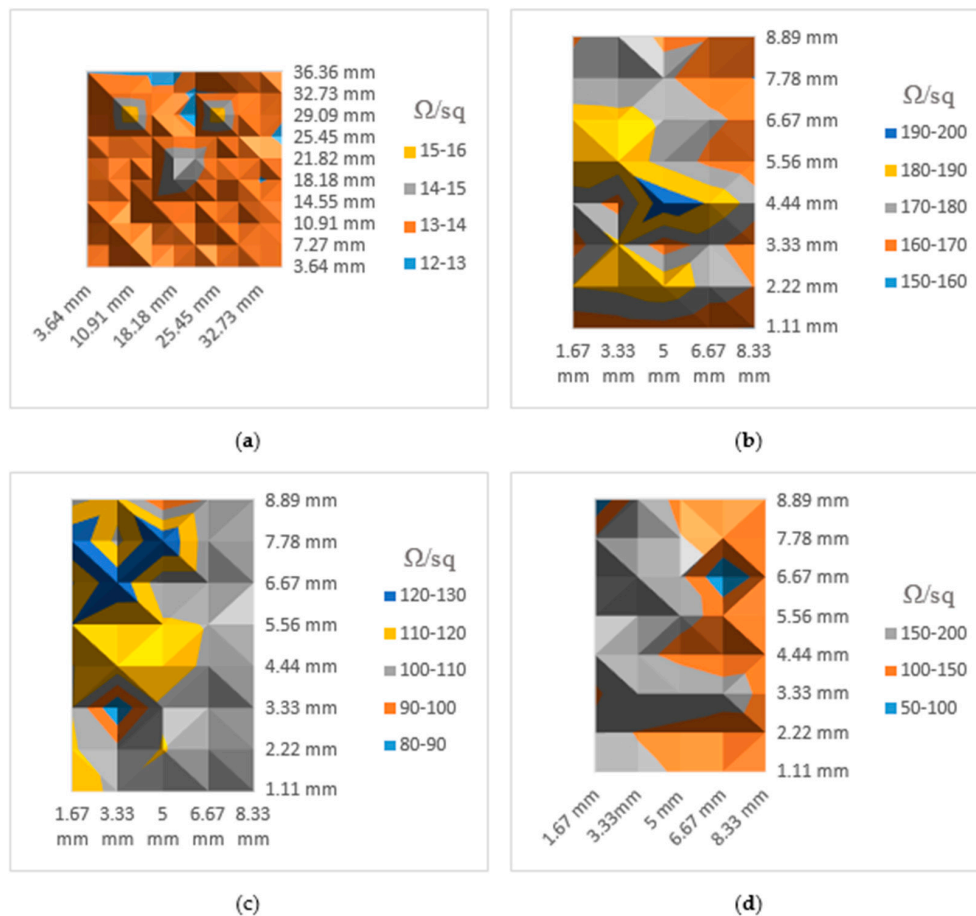 36.36 mm
32.73 mm
29.09 mm
25.45 mm
21.82 mm
18.18 mm
14.55 mm
10.91 mm
7.27 mm
3.64 mm
3.64 mm
10.91 mm
18.18 mm
25.45 mm
32.73 mm
Ω/sq
15-16
14-15
13-14
12-13
(a)
8.89 mm
7.78 mm
6.67 mm
5.56 mm
4.44 mm
3.33 mm
2.22 mm
1.11 mm
1.67 3.33 5 6.67 8.33
mm mm mm mm mm
Ω/sq
190-200
180-190
170-180
160-170
150-160
(b)
8.89 mm
7.78 mm
6.67 mm
5.56 mm
4.44 mm
3.33 mm
2.22 mm
1.11 mm
1.67 3.33 5 6.67 8.33
mm mm mm mm mm
Ω/sq
120-130
110-120
100-110
90-100
80-90
(c)
8.89 mm
7.78 mm
6.67 mm
5.56 mm
4.44 mm
3.33 mm
2.22 mm
1.11 mm
1.67 mm
3.33mm
5 mm
6.67 mm
8.33 mm
Ω/sq
150-200
100-150
50-100
(d)